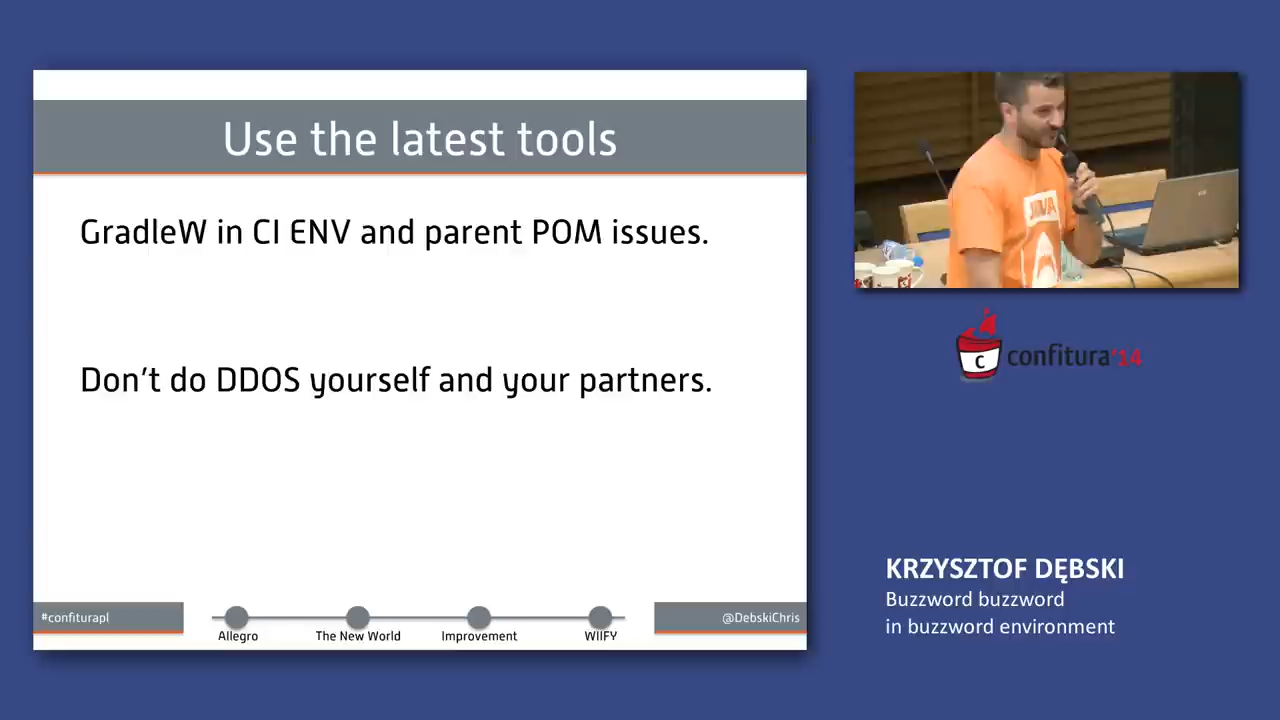 Use the latest tools
GradleW in CI ENV and parent POM issues.
Don't do DDOS yourself and your partners.
#confiturapl
Allegro
The New World
Improvement
WIIFY
@DebskiChris
JAVA
C
confitura'14
KRZYSZTOF DĘBSKI
Buzzword buzzword
in buzzword environment